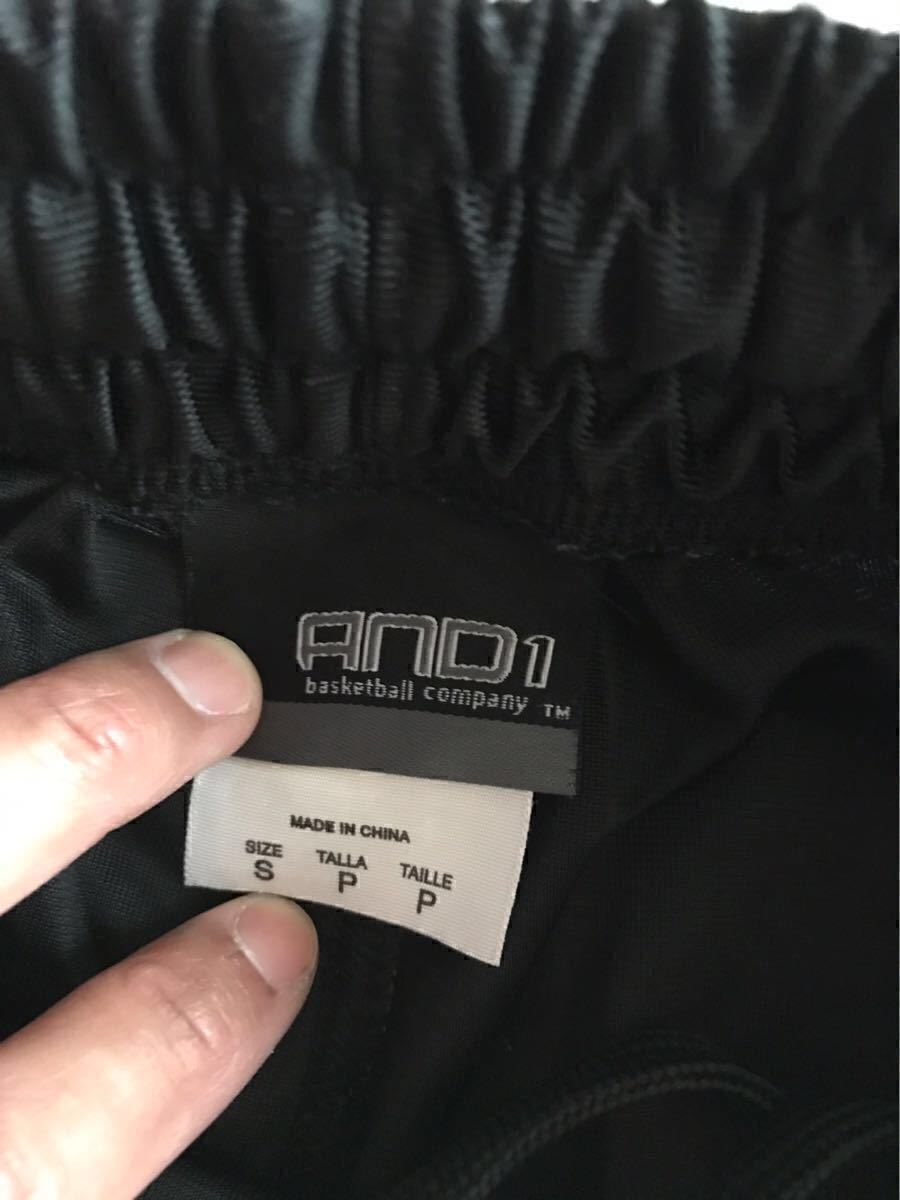 AND1
basketball company TM
MADE IN CHINA
SIZE TALLA TAILLE
S P P